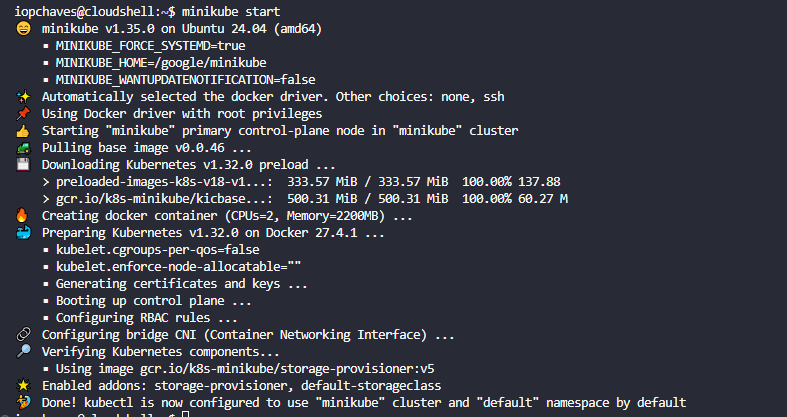 iopchaves@cloudshell:~$ minikube start
😄 minikube v1.35.0 on Ubuntu 24.04 (amd64)
▪ MINIKUBE_FORCE_SYSTEMD=true
▪ MINIKUBE_HOME=/google/minikube
▪ MINIKUBE_WANTUPDATENOTIFICATION=false
✨ Automatically selected the docker driver. Other choices: none, ssh
📌 Using Docker driver with root privileges
👍 Starting "minikube" primary control-plane node in "minikube" cluster
🚜 Pulling base image v0.0.46 ...
💾 Downloading Kubernetes v1.32.0 preload ...
> preloaded-images-k8s-v18-v1...:  333.57 MiB / 333.57 MiB  100.00% 137.88
> gcr.io/k8s-minikube/kicbase...:  500.31 MiB / 500.31 MiB  100.00% 60.27 M
🔥 Creating docker container (CPUs=2, Memory=2200MB) ...
🐳 Preparing Kubernetes v1.32.0 on Docker 27.4.1 ...
▪ kubelet.cgroups-per-qos=false
▪ kubelet.enforce-node-allocatable=""
▪ Generating certificates and keys ...
▪ Booting up control plane ...
▪ Configuring RBAC rules ...
🔗 Configuring bridge CNI (Container Networking Interface) ...
🔎 Verifying Kubernetes components...
▪ Using image gcr.io/k8s-minikube/storage-provisioner:v5
🌟 Enabled addons: storage-provisioner, default-storageclass
🏄 Done! kubectl is now configured to use "minikube" cluster and "default" namespace by default